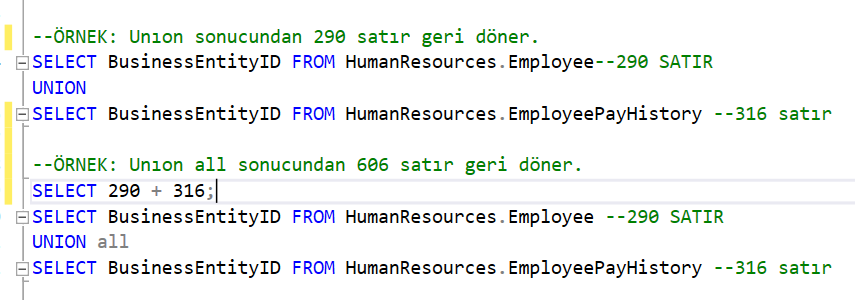 --ÖRNEK: Unıon sonucundan 290 satır geri döner.
SELECT BusinessEntityID FROM HumanResources.Employee--290 SATIR
UNION
SELECT BusinessEntityID FROM HumanResources.EmployeePayHistory --316 satır
--ÖRNEK: Unıon all sonucundan 606 satır geri döner.
SELECT 290 + 316;
SELECT BusinessEntityID FROM HumanResources.Employee --290 SATIR
UNION all
SELECT BusinessEntityID FROM HumanResources.EmployeePayHistory --316 satır